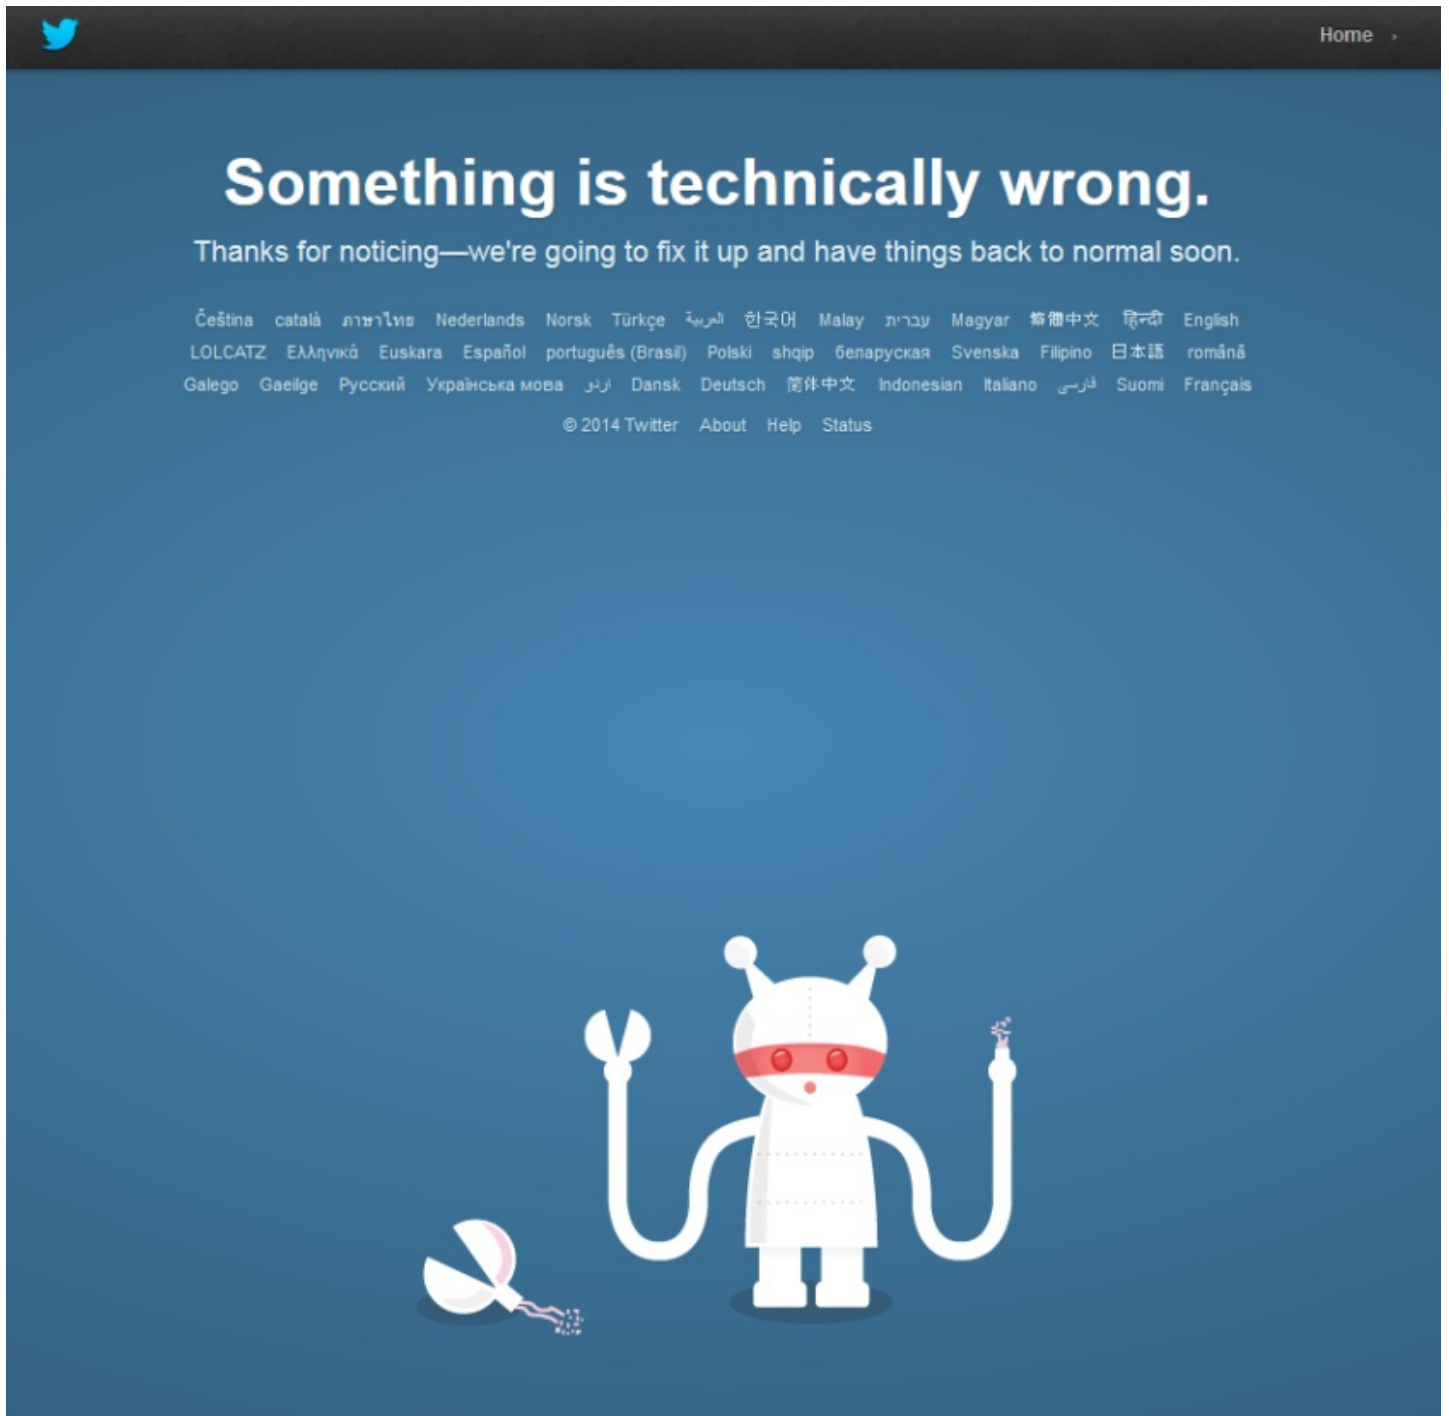 Home ›
Something is technically wrong.
Thanks for noticing—we're going to fix it up and have things back to normal soon.
Čeština català ภาษาไทย Nederlands Norsk Türkçe العربية 한국어 Malay עברית Magyar 繁體中文 हिन्दी English
LOLCATZ Ελληνικά Euskara Español português (Brasil) Polski shqip беларуская Svenska Filipino 日本語 română
Galego Gaeilge Русский Українська мова اردو Dansk Deutsch 简体中文 Indonesian Italiano فارسی Suomi Français
© 2014 Twitter About Help Status